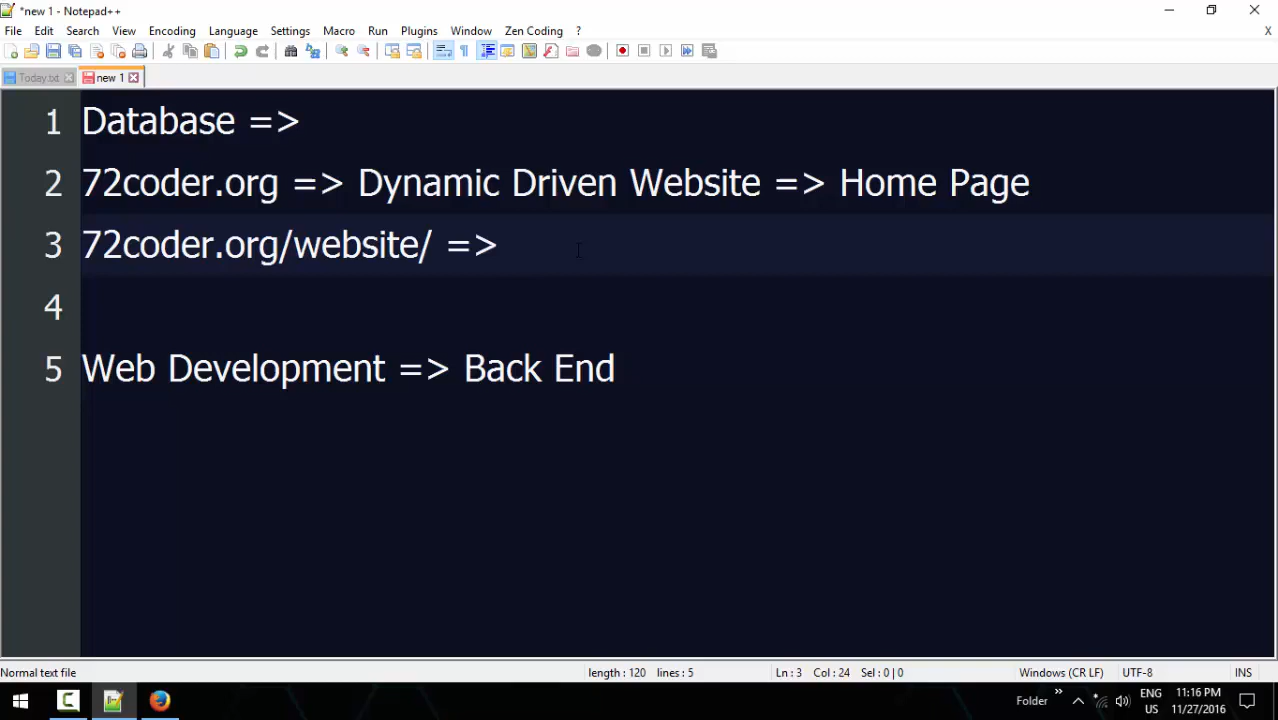 *new 1 - Notepad++
File Edit Search View Encoding Language Settings Macro Run Plugins Window Zen Coding ? X
Today.txt new 1
1 Database =>
2 72coder.org => Dynamic Driven Website => Home Page
3 72coder.org/website/ =>
4
5 Web Development => Back End
Normal text file length : 120 lines : 5 Ln : 3 Col : 24 Sel : 0 | 0 Windows (CR LF) UTF-8 INS
Folder ENG 11:16 PM
US 11/27/2016